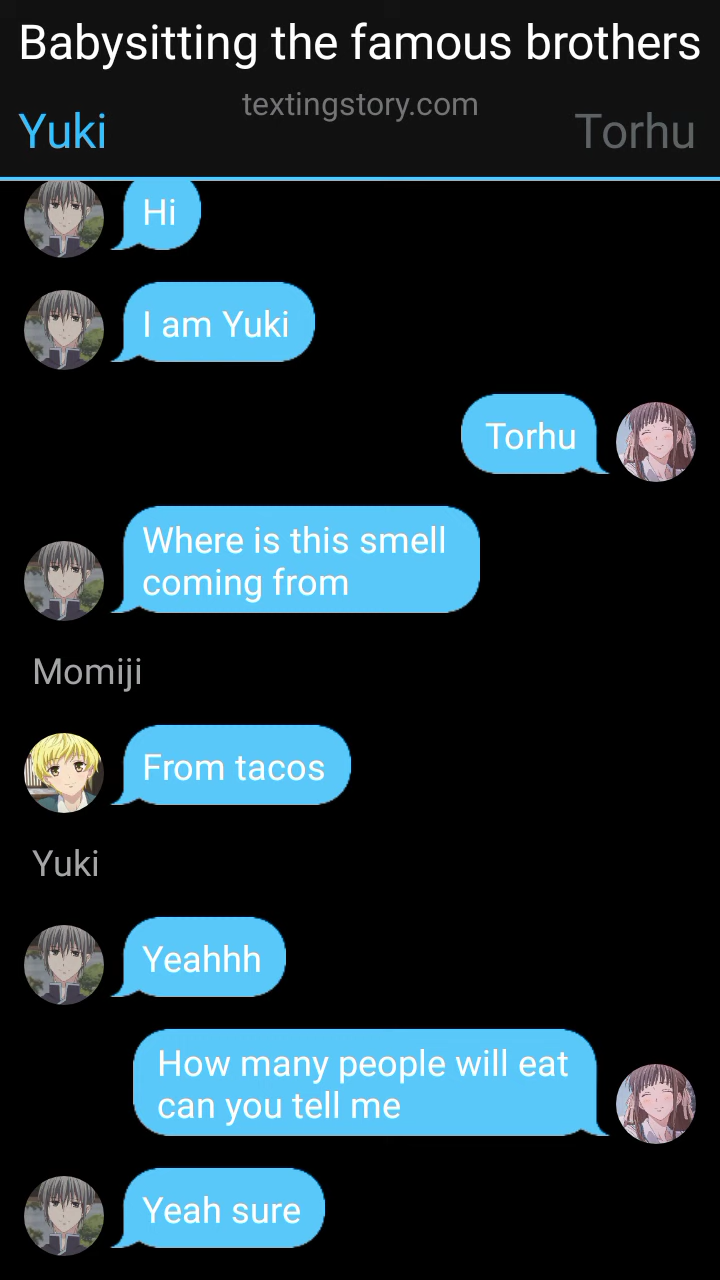 Babysitting the famous brothers
textingstory.com
Yuki
Torhu
Hi
I am Yuki
Torhu
Where is this smell
coming from
Momiji
From tacos
Yuki
Yeahhh
How many people will eat
can you tell me
Yeah sure